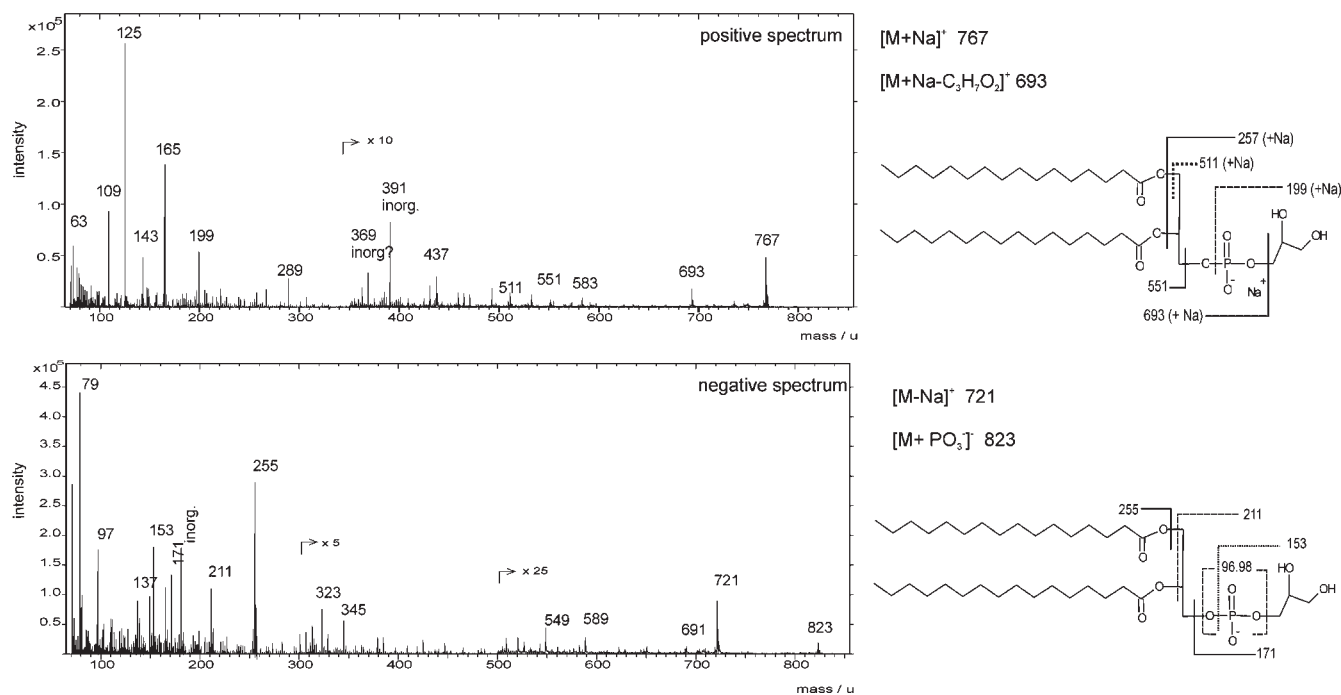 ×10⁵
125
positive spectrum
2.5
2.0
intensity
1.5
1.0
0.5
63
109
143
165
199
289
x 10
369
inorg?
391
inorg.
437
511
551
583
693
767
100
200
300
400
500
600
700
800
mass / u
[M+Na]⁺ 767
[M+Na-C₃H₇O₂]⁺ 693
257 (+Na)
511 (+Na)
199 (+Na)
O
O
HO
OH
O
O
O
P
O
O
O⁻
Na⁺
551
693 (+ Na)
×10⁵
79
negative spectrum
4.5
4.0
3.5
3.0
intensity
2.5
2.0
1.5
1.0
0.5
97
137
153
171
inorg.
211
255
x 5
323
345
x 25
549
589
691
721
823
100
200
300
400
500
600
700
800
mass / u
[M-Na]⁺ 721
[M+ PO₃⁻]⁻ 823
255
211
153
96.98
O
O
HO
OH
O
O
O
O
P
O
O⁻
171